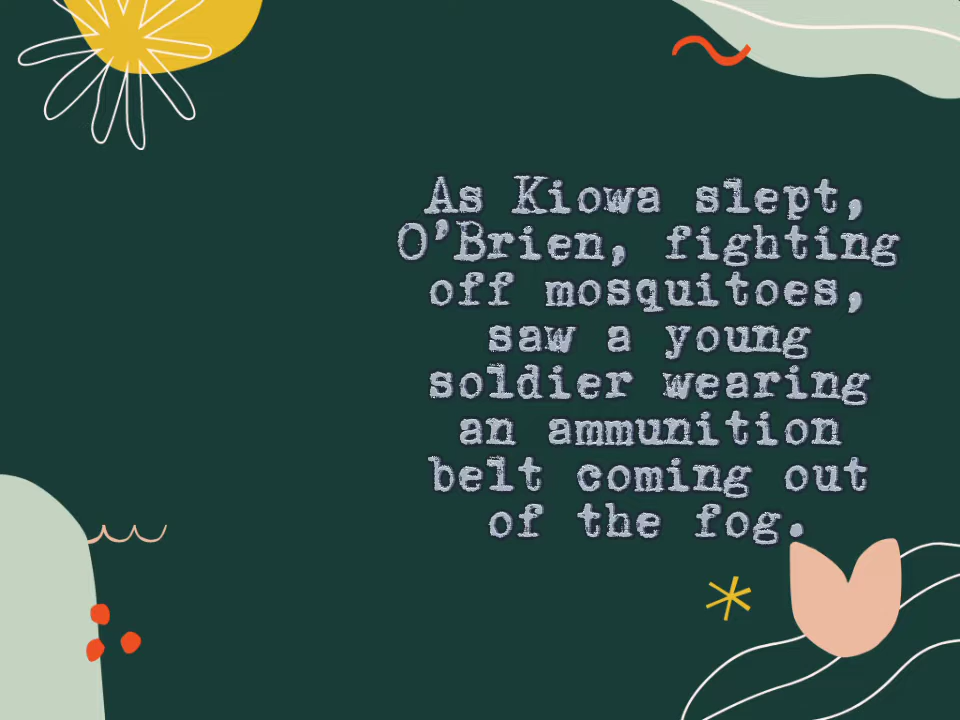 As Kiowa slept,
O’Brien, fighting
off mosquitoes,
saw a young
soldier wearing
an ammunition
belt coming out
of the fog.